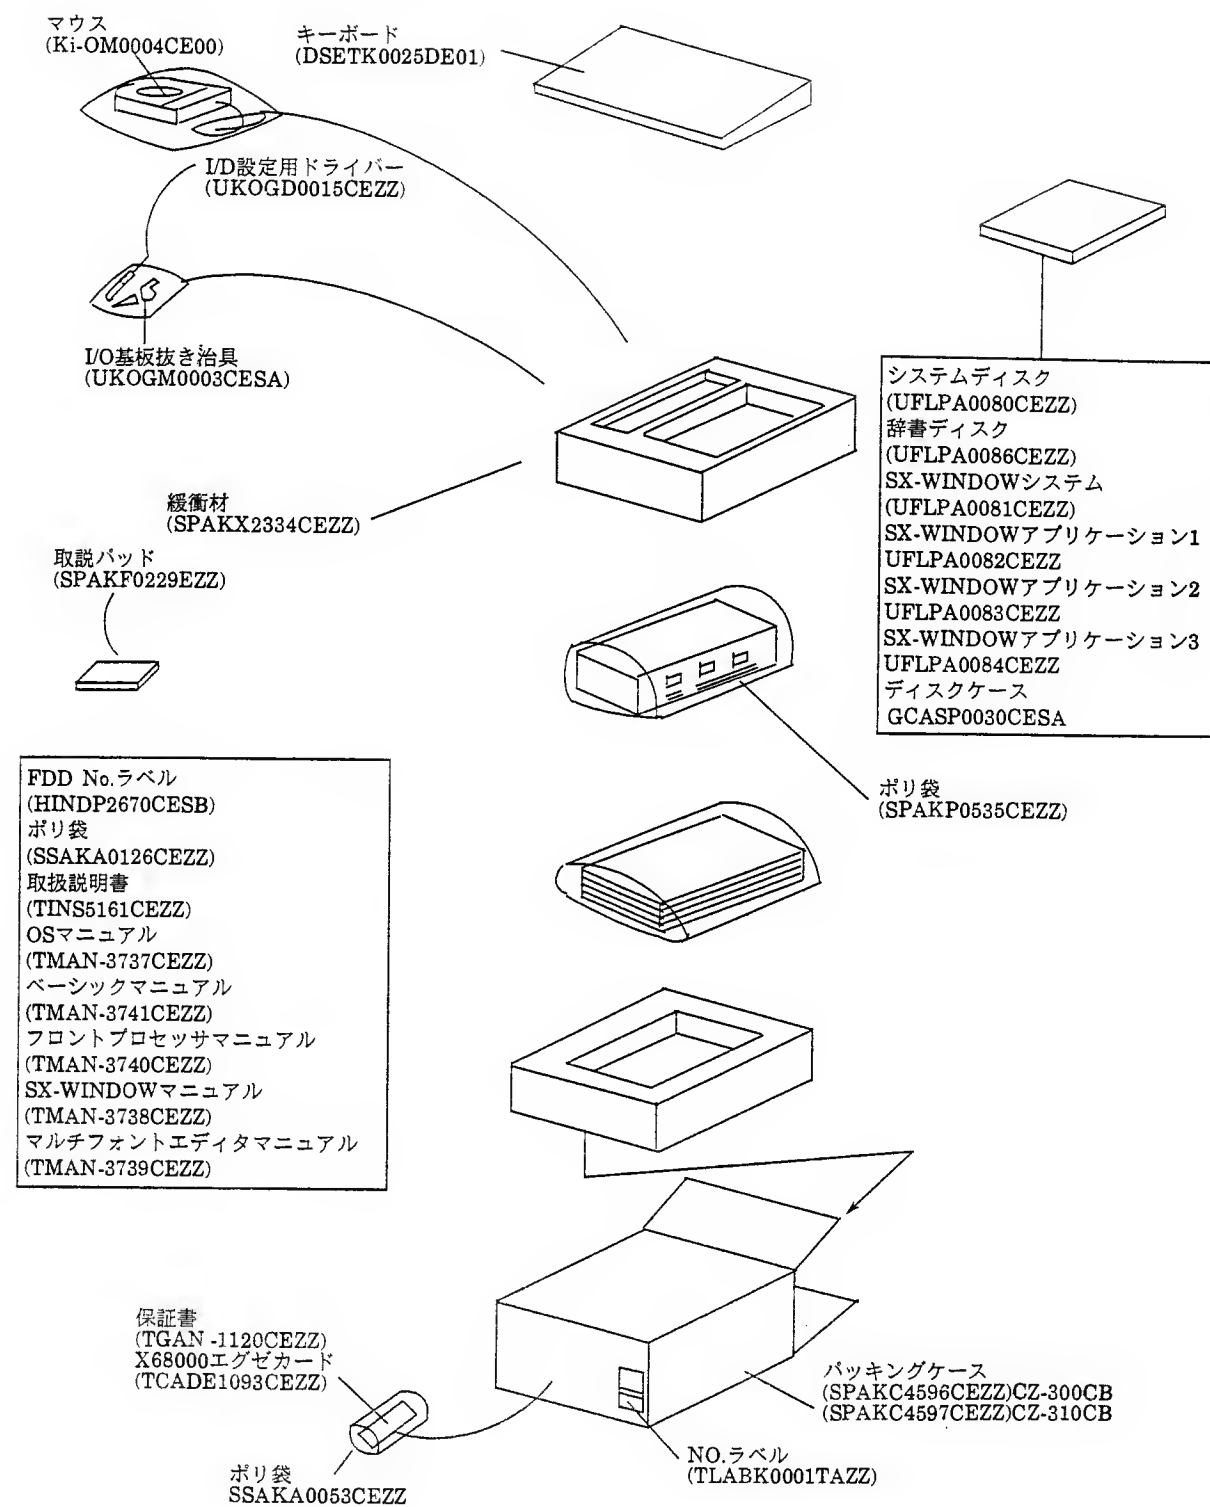 マウス
(Ki-OM0004CE00)
キーボード
(DSETK0025DE01)
I/D設定用ドライバー
(UKOGD0015CEZZ)
I/O基板抜き治具
(UKOGM0003CESA)
緩衝材
(SPAKX2334CEZZ)
取説パッド
(SPAKF0229EZZ)
システムディスク
(UFLPA0080CEZZ)
辞書ディスク
(UFLPA0086CEZZ)
SX-WINDOWシステム
(UFLPA0081CEZZ)
SX-WINDOWアプリケーション1
UFLPA0082CEZZ
SX-WINDOWアプリケーション2
UFLPA0083CEZZ
SX-WINDOWアプリケーション3
UFLPA0084CEZZ
ディスクケース
GCASP0030CESA
ポリ袋
(SPAKP0535CEZZ)
FDD No.ラベル
(HINDP2670CESB)
ポリ袋
(SSAKA0126CEZZ)
取扱説明書
(TINS5161CEZZ)
OSマニュアル
(TMAN-3737CEZZ)
ベーシックマニュアル
(TMAN-3741CEZZ)
フロントプロセッサマニュアル
(TMAN-3740CEZZ)
SX-WINDOWマニュアル
(TMAN-3738CEZZ)
マルチフォントエディタマニュアル
(TMAN-3739CEZZ)
保証書
(TGAN -1120CEZZ)
X68000エグゼカード
(TCADE1093CEZZ)
ポリ袋
SSAKA0053CEZZ
パッキングケース
(SPAKC4596CEZZ)CZ-300CB
(SPAKC4597CEZZ)CZ-310CB
NO.ラベル
(TLABK0001TAZZ)